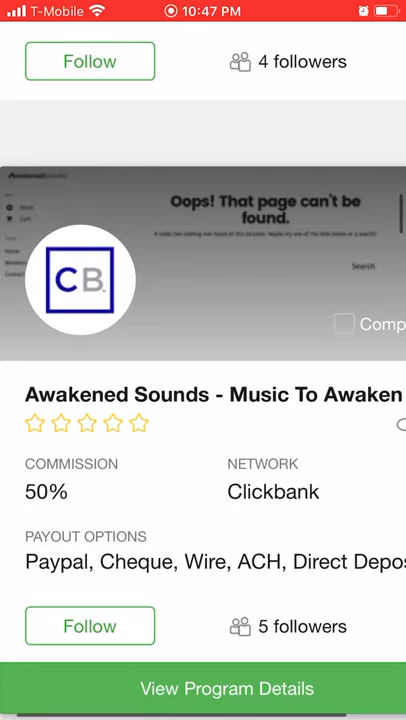 T-Mobile 10:47 PM
Follow
4 followers
Oops! That page can't be
found.
Search
CB
Comp
Awakened Sounds - Music To Awaken
COMMISSION
NETWORK
50%
Clickbank
PAYOUT OPTIONS
Paypal, Cheque, Wire, ACH, Direct Depos
Follow
5 followers
View Program Details